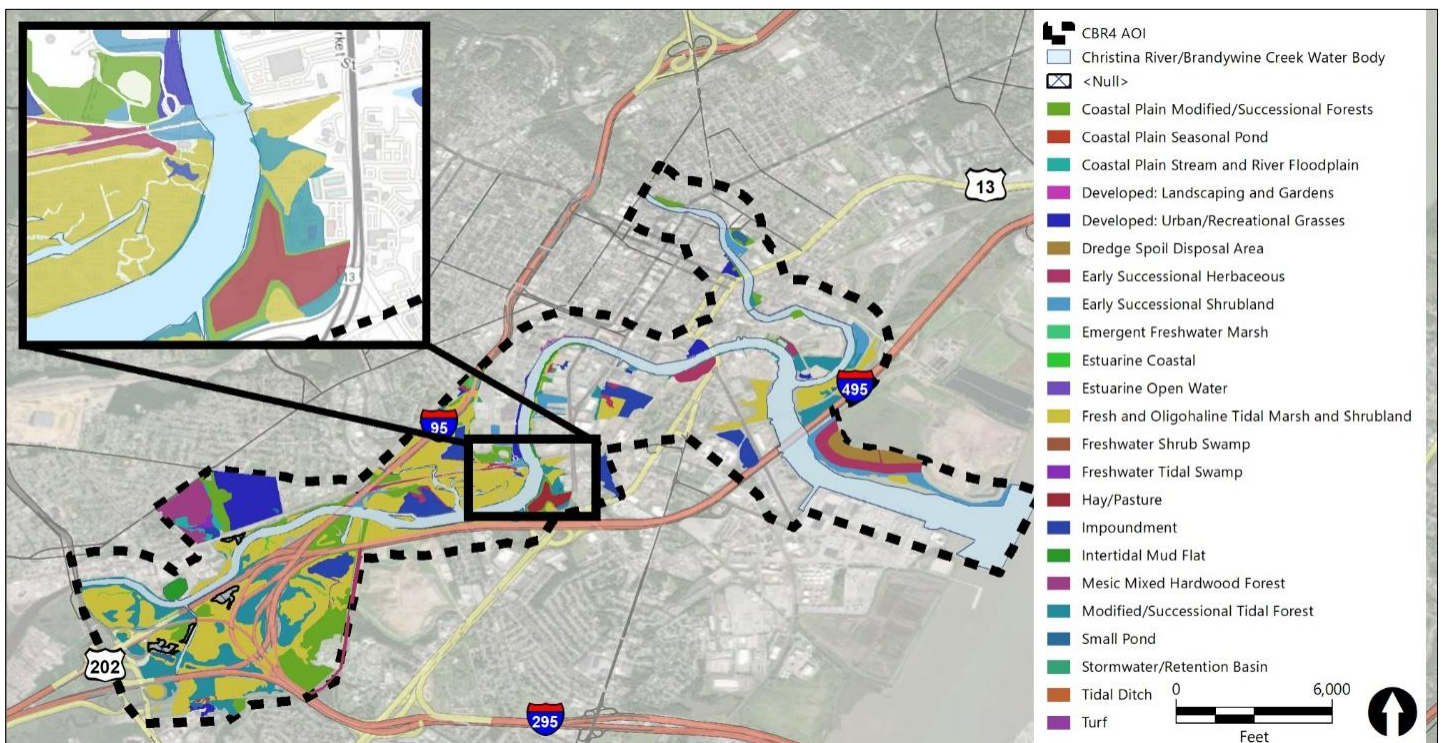 rket St
13
13
495
95
202
295
CBR4 AOI
Christina River/Brandywine Creek Water Body
<Null>
Coastal Plain Modified/Successional Forests
Coastal Plain Seasonal Pond
Coastal Plain Stream and River Floodplain
Developed: Landscaping and Gardens
Developed: Urban/Recreational Grasses
Dredge Spoil Disposal Area
Early Successional Herbaceous
Early Successional Shrubland
Emergent Freshwater Marsh
Estuarine Coastal
Estuarine Open Water
Fresh and Oligohaline Tidal Marsh and Shrubland
Freshwater Shrub Swamp
Freshwater Tidal Swamp
Hay/Pasture
Impoundment
Intertidal Mud Flat
Mesic Mixed Hardwood Forest
Modified/Successional Tidal Forest
Small Pond
Stormwater/Retention Basin
Tidal Ditch
Turf
0 6,000
Feet